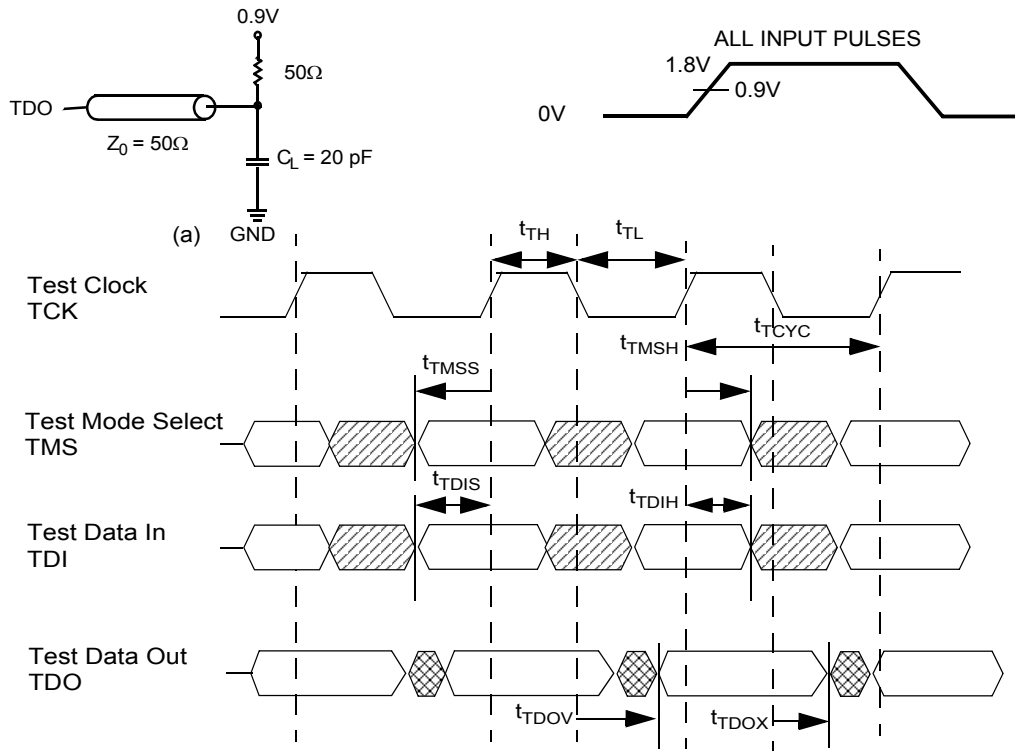 0.9V
50Ω
TDO
Z0 = 50Ω
CL = 20 pF
(a)
GND
ALL INPUT PULSES
1.8V
0.9V
0V
tTH
tTL
Test Clock
TCK
tTMSH
tTCYC
tTMSS
Test Mode Select
TMS
tTDIS
tTDIH
Test Data In
TDI
Test Data Out
TDO
tTDOV
tTDOX